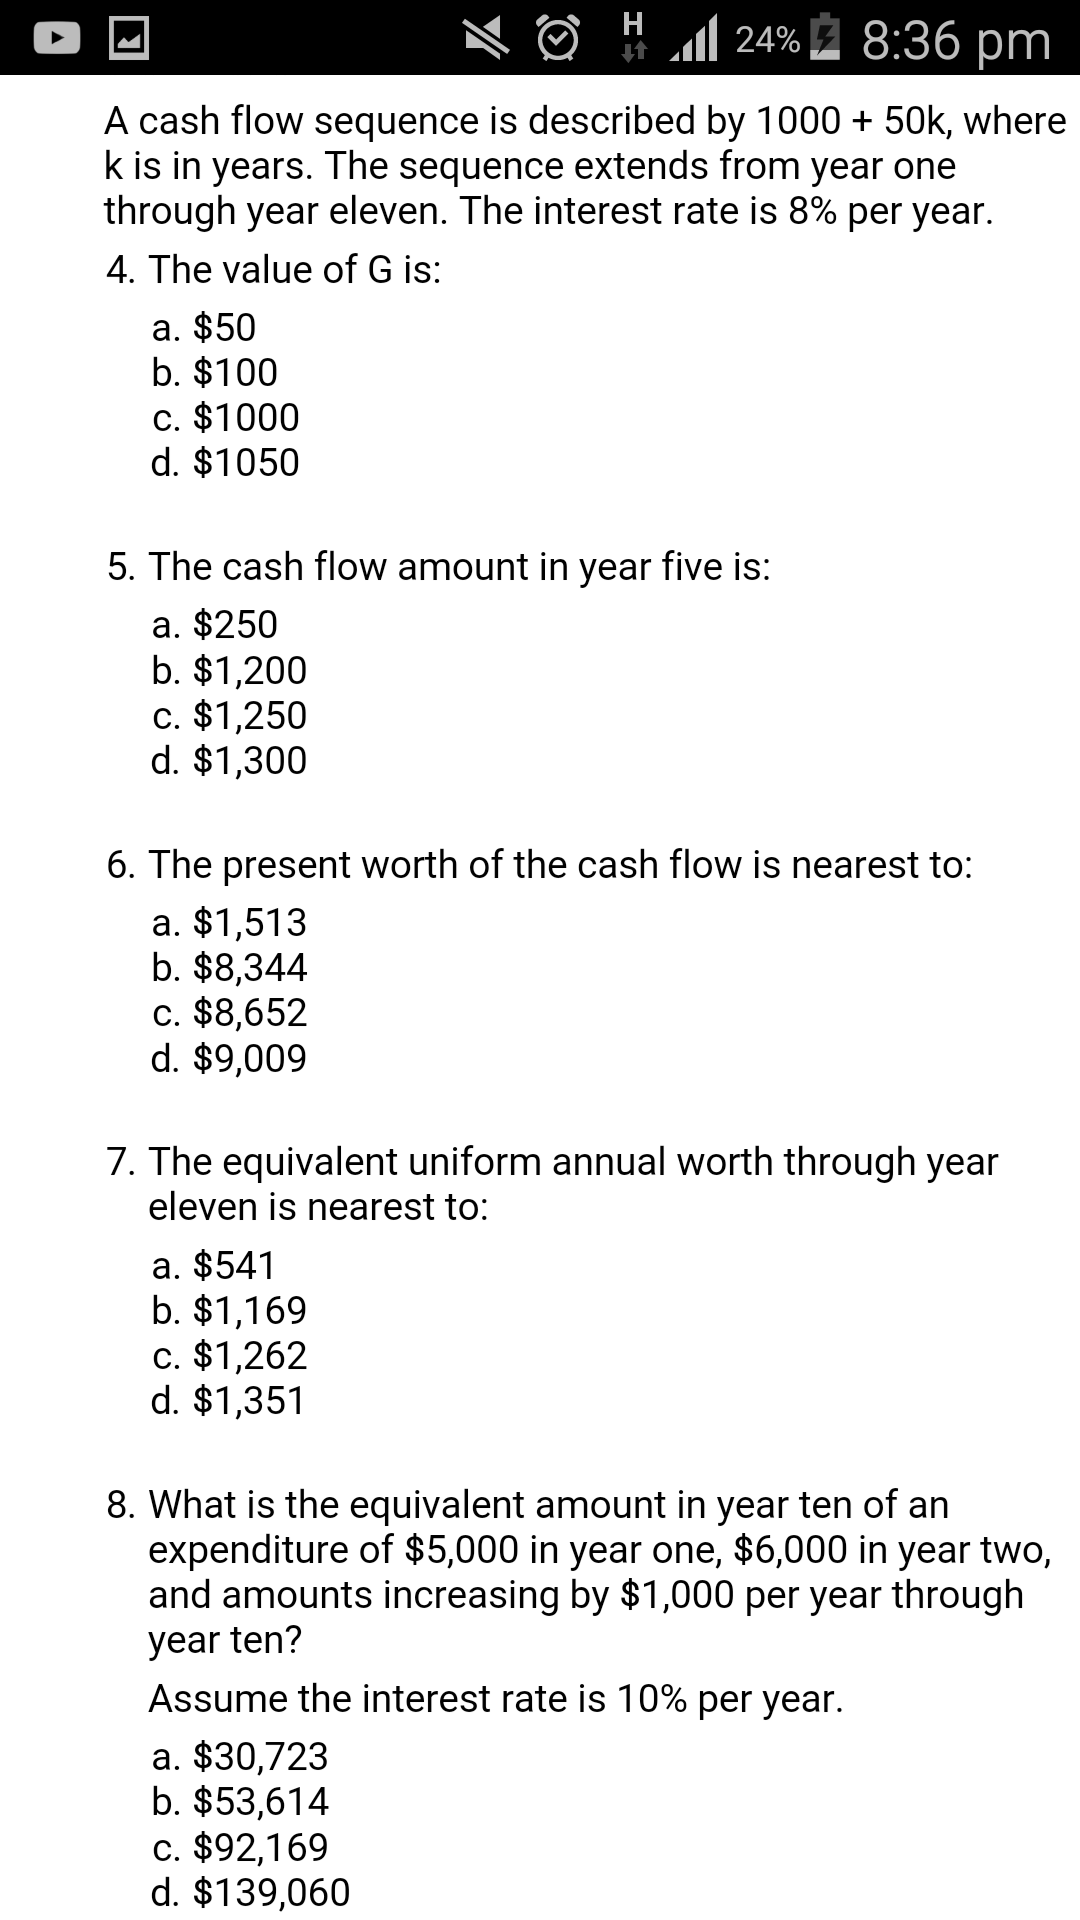 H 24% 8:36 pm
A cash flow sequence is described by 1000 + 50k, where
k is in years. The sequence extends from year one
through year eleven. The interest rate is 8% per year.
4. The value of G is:
a. $50
b. $100
c. $1000
d. $1050
5. The cash flow amount in year five is:
a. $250
b. $1,200
c. $1,250
d. $1,300
6. The present worth of the cash flow is nearest to:
a. $1,513
b. $8,344
c. $8,652
d. $9,009
7. The equivalent uniform annual worth through year
eleven is nearest to:
a. $541
b. $1,169
c. $1,262
d. $1,351
8. What is the equivalent amount in year ten of an
expenditure of $5,000 in year one, $6,000 in year two,
and amounts increasing by $1,000 per year through
year ten?
Assume the interest rate is 10% per year.
a. $30,723
b. $53,614
c. $92,169
d. $139,060